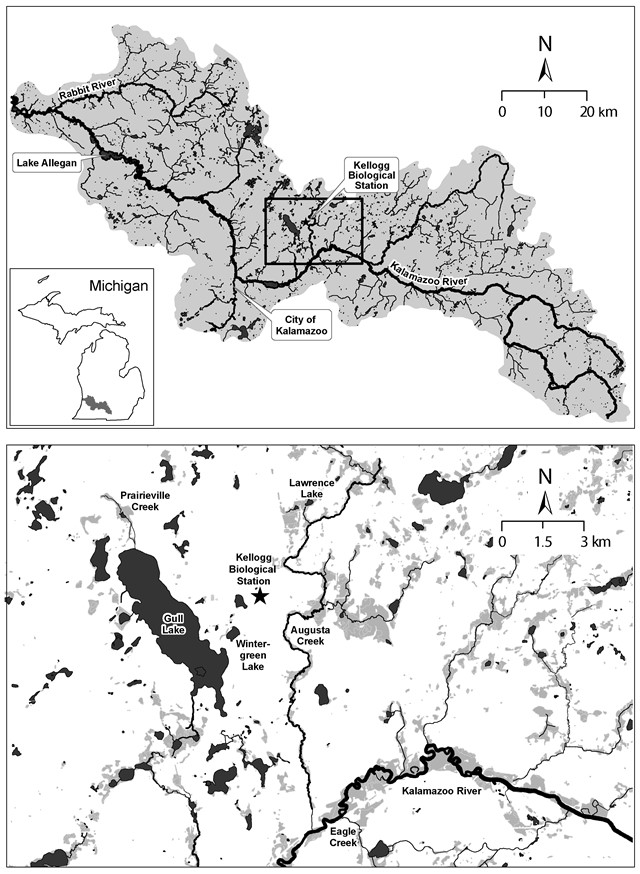 N
0 10 20 km
Rabbit River
Lake Allegan
Kellogg
Biological
Station
Kalamazoo River
City of
Kalamazoo
Michigan
N
0 1.5 3 km
Lawrence
Lake
Prairieville
Creek
Kellogg
Biological
Station
Gull
Lake
Augusta
Creek
Winter-
green
Lake
Kalamazoo River
Eagle
Creek